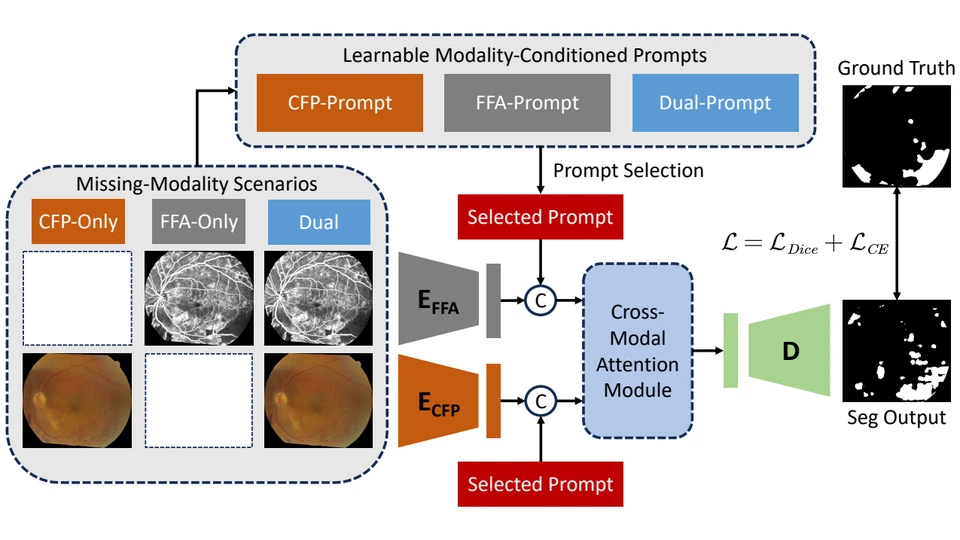 Learnable Modality-Conditioned Prompts
CFP-Prompt
FFA-Prompt
Dual-Prompt
Ground Truth
Prompt Selection
Missing-Modality Scenarios
CFP-Only
FFA-Only
Dual
Selected Prompt
E_FFA
C
E_CFP
C
Cross-
Modal
Attention
Module
Selected Prompt
D
ℒ = ℒ_Dice + ℒ_CE
Seg Output